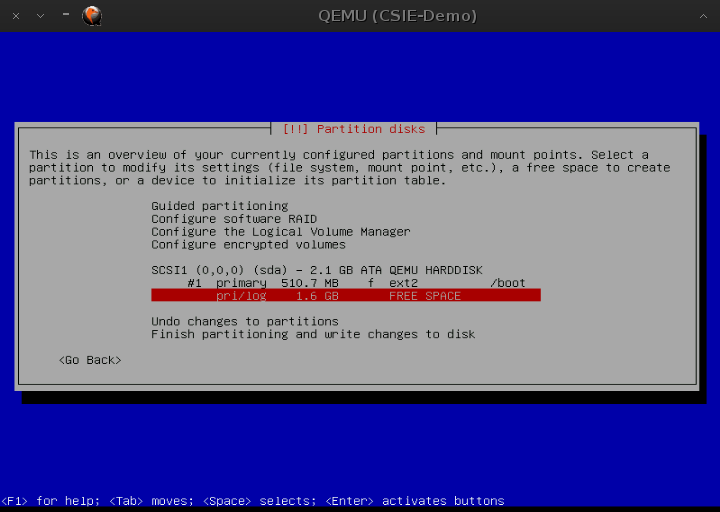 QEMU (CSIE-Demo)
[!!] Partition disks
This is an overview of your currently configured partitions and mount points. Select a
partition to modify its settings (file system, mount point, etc.), a free space to create
partitions, or a device to initialize its partition table.
Guided partitioning
Configure software RAID
Configure the Logical Volume Manager
Configure encrypted volumes
SCSI1 (0,0,0) (sda) - 2.1 GB ATA QEMU HARDDISK
#1 primary 510.7 MB f ext2 /boot
pri/log 1.6 GB FREE SPACE
Undo changes to partitions
Finish partitioning and write changes to disk
<Go Back>
<F1> for help; <Tab> moves; <Space> selects; <Enter> activates buttons